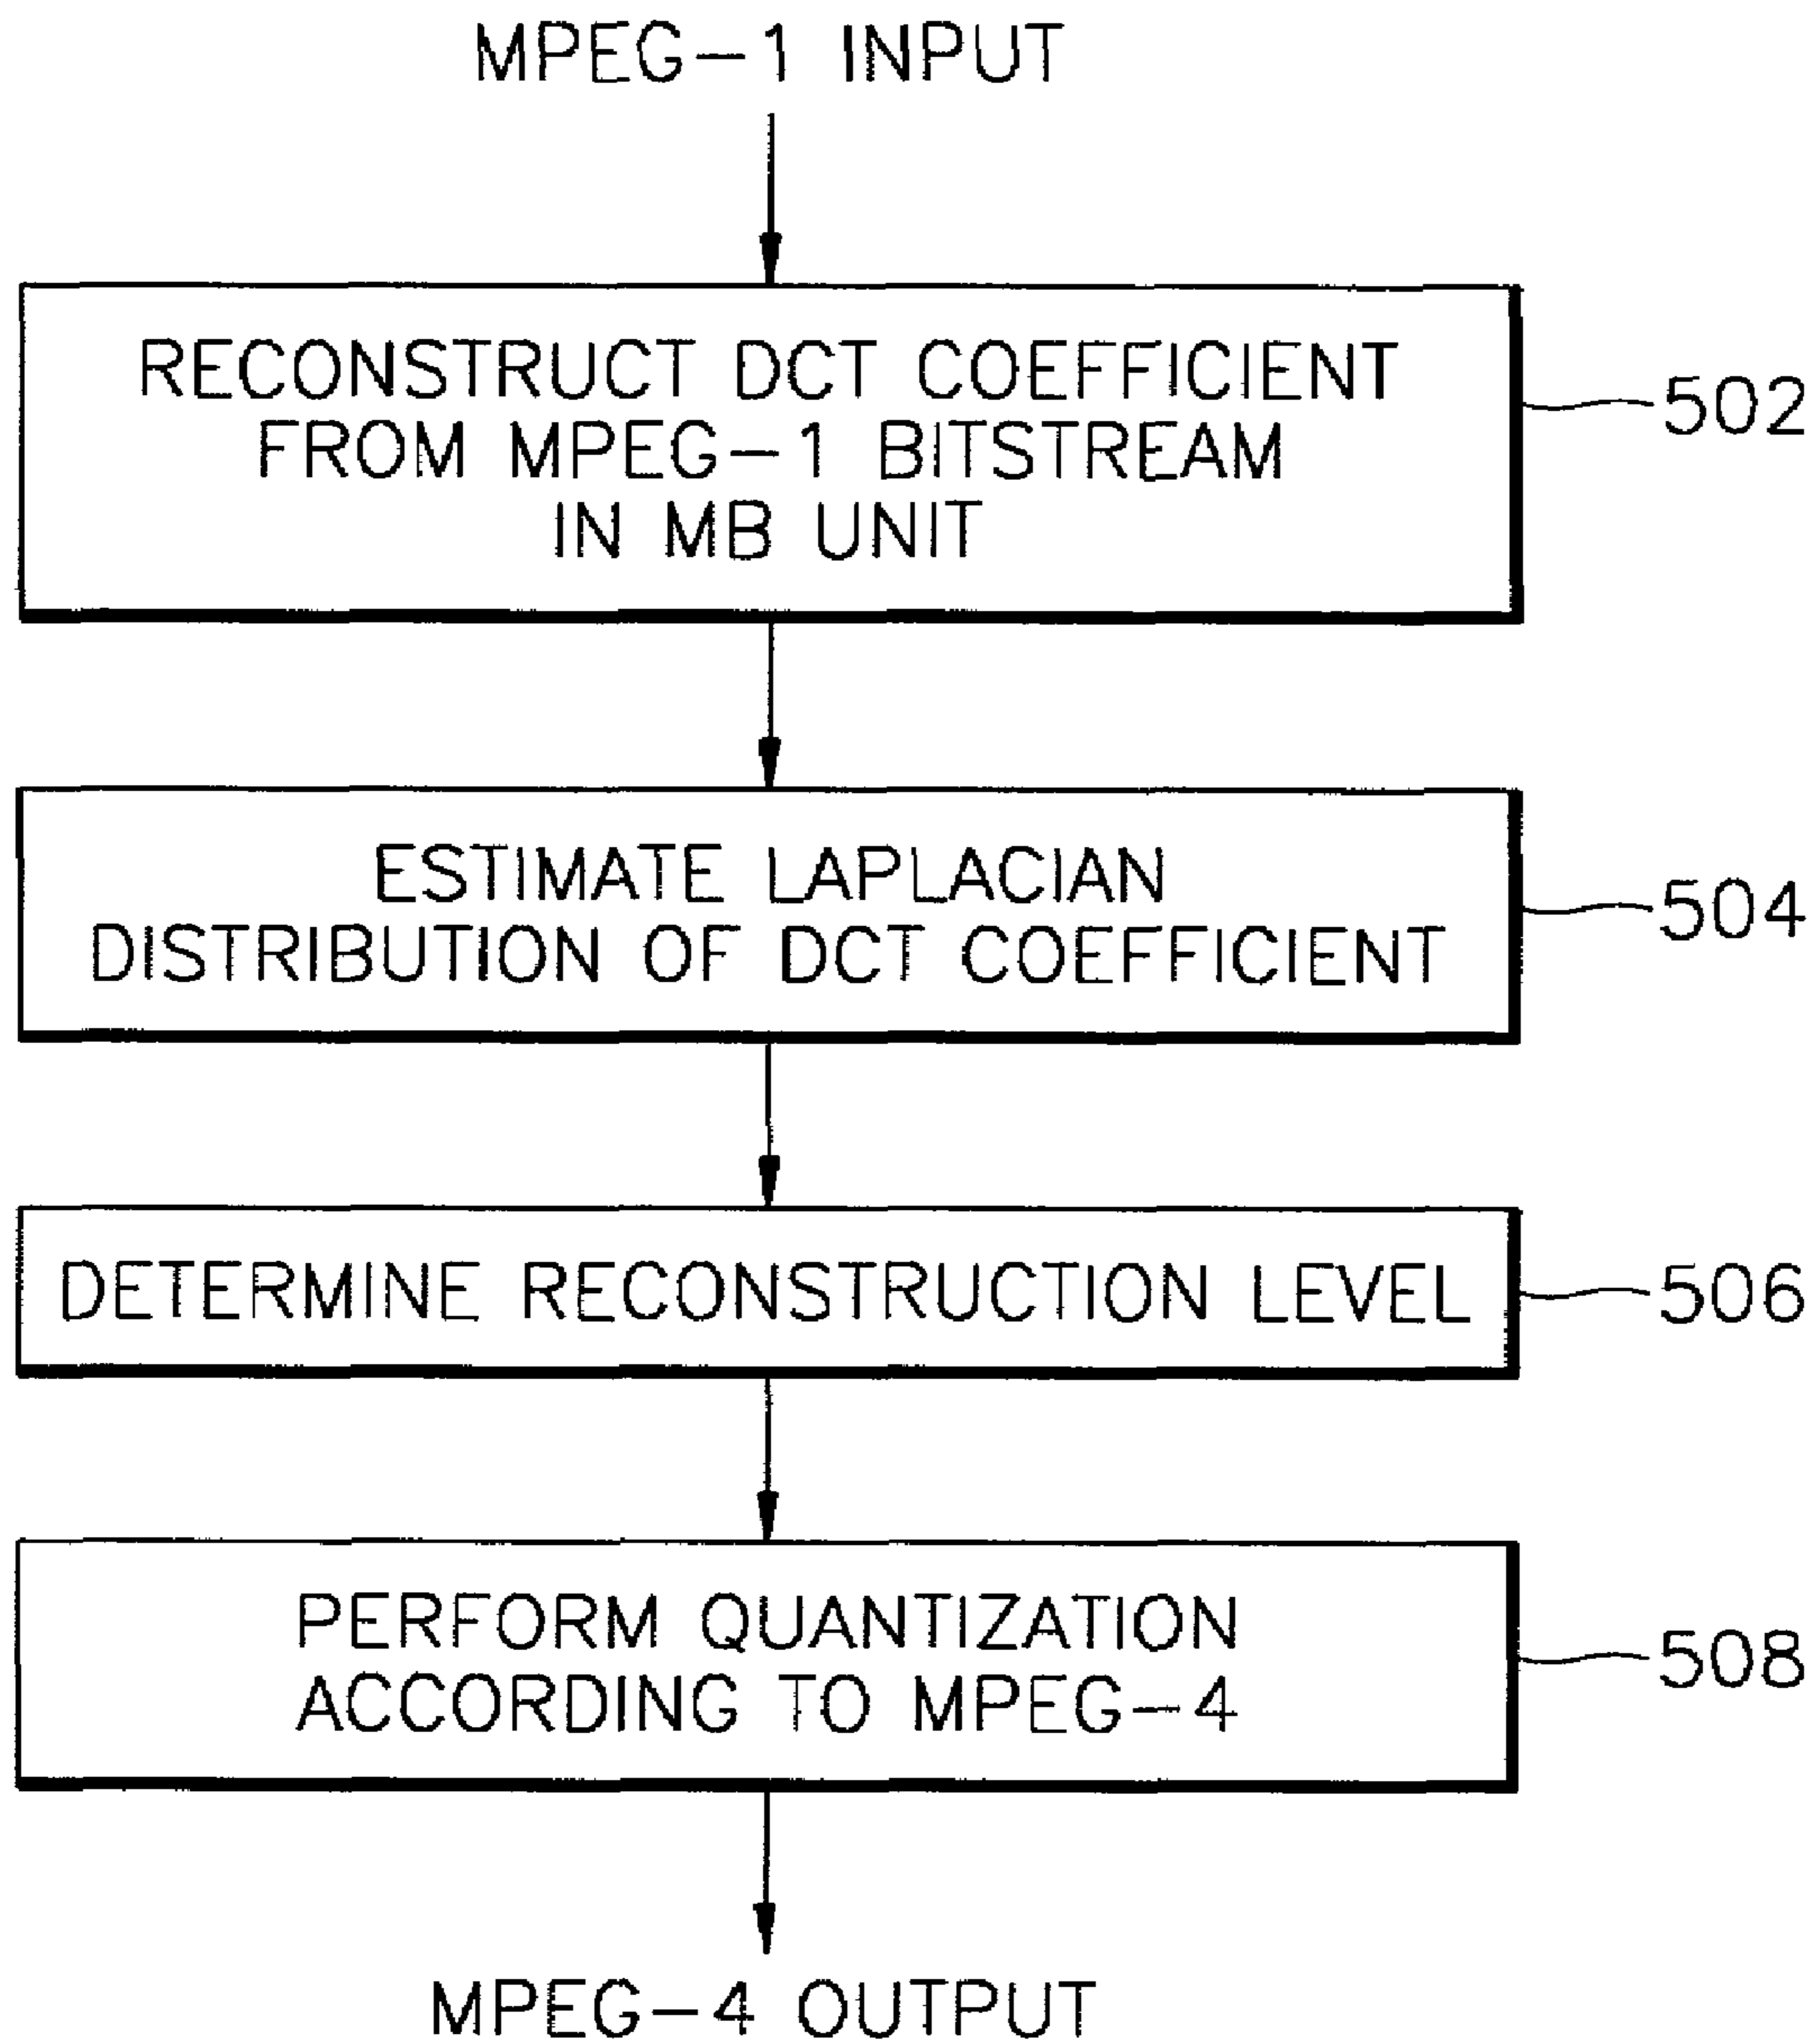 MPEG-1 INPUT
RECONSTRUCT DCT COEFFICIENT
FROM MPEG-1 BITSTREAM
IN MB UNIT
502
ESTIMATE LAPLACIAN
DISTRIBUTION OF DCT COEFFICIENT
504
DETERMINE RECONSTRUCTION LEVEL
506
PERFORM QUANTIZATION
ACCORDING TO MPEG-4
508
MPEG-4 OUTPUT